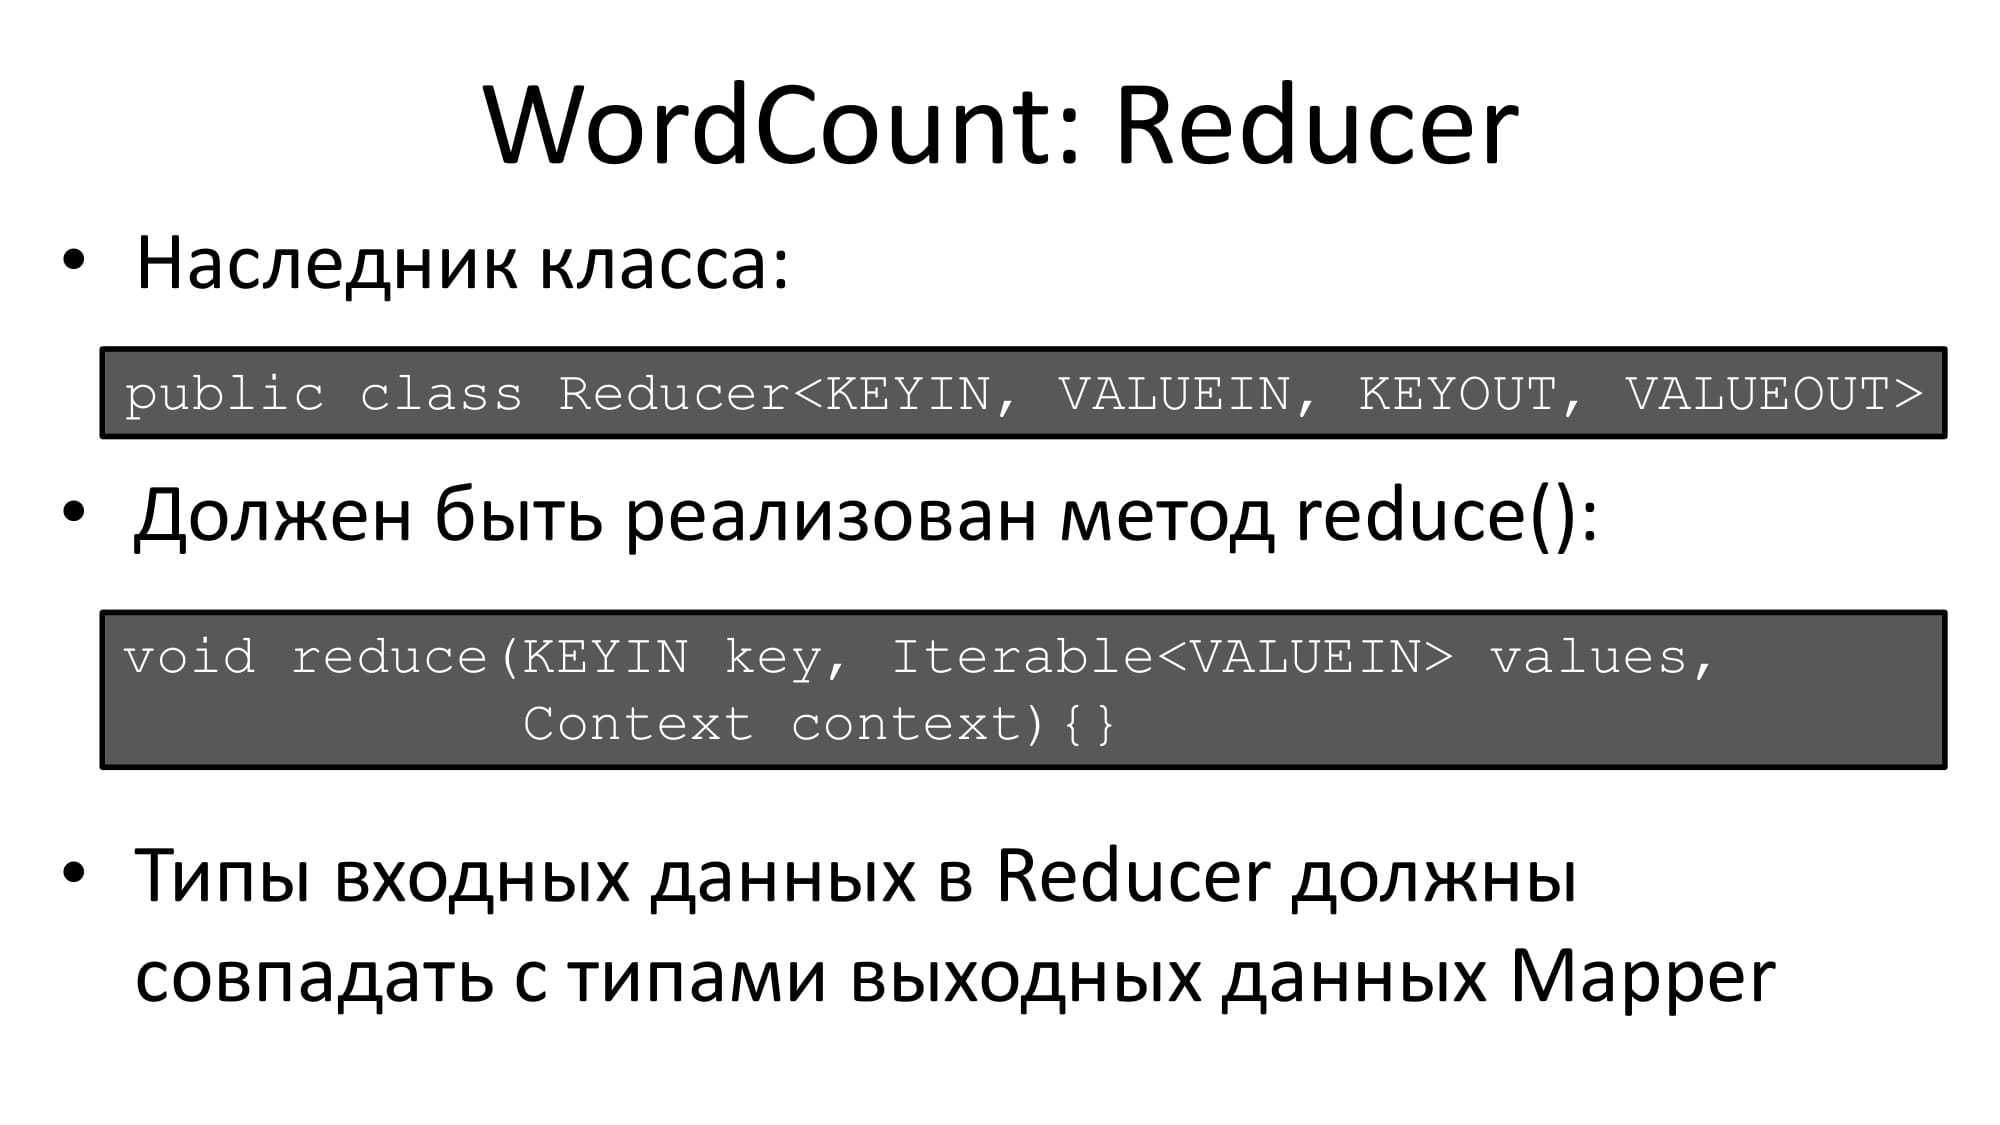 WordCount: Reducer
• Наследник класса:
public class Reducer<KEYIN, VALUEIN, KEYOUT, VALUEOUT>
• Должен быть реализован метод reduce():
void reduce(KEYIN key, Iterable<VALUEIN> values,
Context context){}
• Типы входных данных в Reducer должны
совпадать с типами выходных данных Mapper